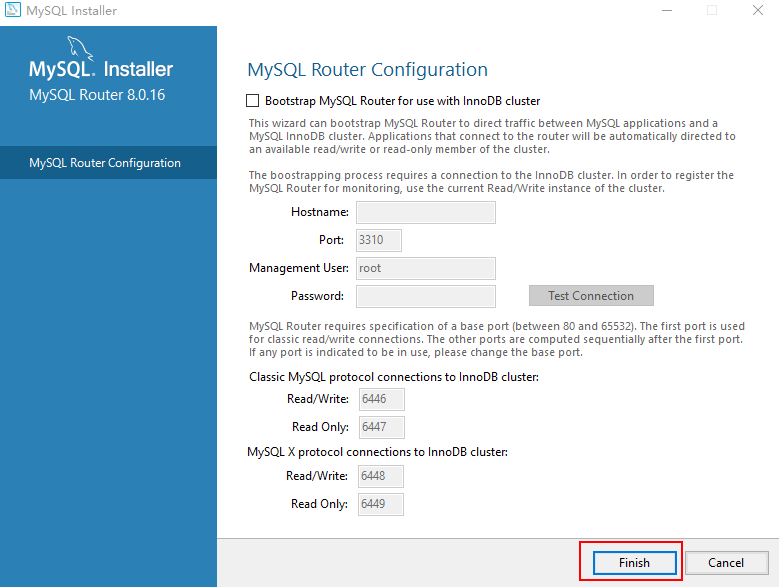 MySQL Installer
MySQL. Installer
MySQL Router 8.0.16
MySQL Router Configuration
MySQL Router Configuration
Bootstrap MySQL Router for use with InnoDB cluster
This wizard can bootstrap MySQL Router to direct traffic between MySQL applications and a
MySQL InnoDB cluster. Applications that connect to the router will be automatically directed to
an available read/write or read-only member of the cluster.
The boostrapping process requires a connection to the InnoDB cluster. In order to register the
MySQL Router for monitoring, use the current Read/Write instance of the cluster.
Hostname:
Port: 3310
Management User: root
Password: Test Connection
MySQL Router requires specification of a base port (between 80 and 65532). The first port is used
for classic read/write connections. The other ports are computed sequentially after the first port.
If any port is indicated to be in use, please change the base port.
Classic MySQL protocol connections to InnoDB cluster:
Read/Write: 6446
Read Only: 6447
MySQL X protocol connections to InnoDB cluster:
Read/Write: 6448
Read Only: 6449
Finish Cancel